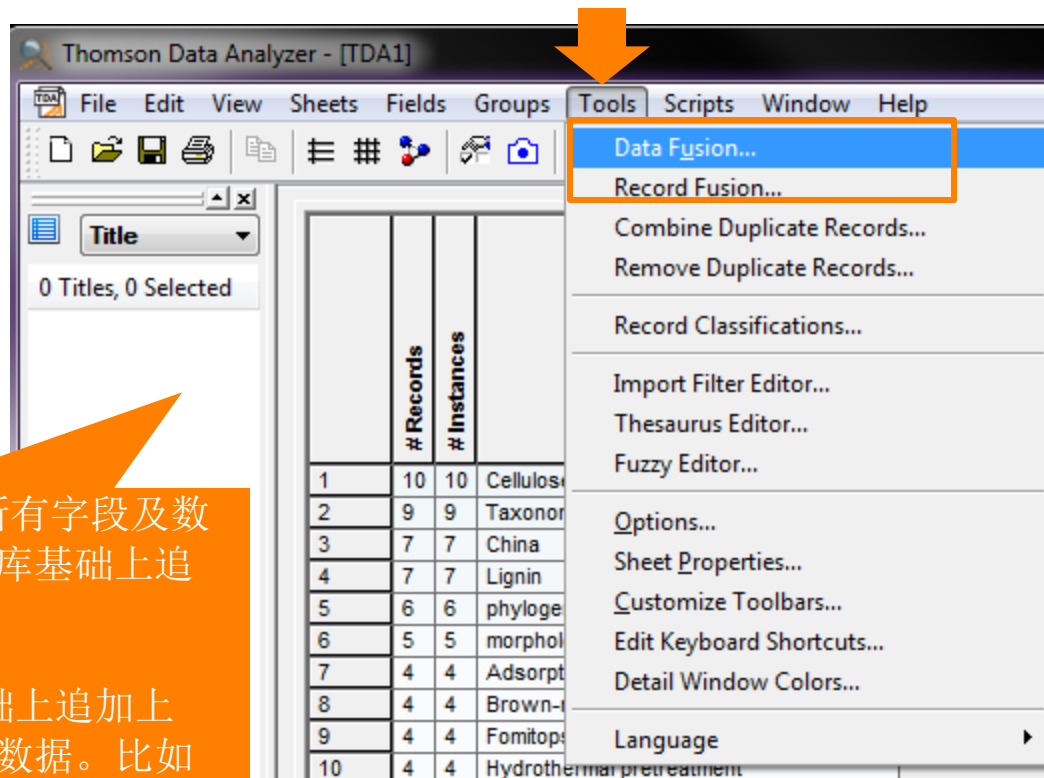 Thomson Data Analyzer - [TDA1]
File Edit View Sheets Fields Groups Tools Scripts Window Help
Data Fusion...
Record Fusion...
Combine Duplicate Records...
Remove Duplicate Records...
Record Classifications...
Import Filter Editor...
Thesaurus Editor...
Fuzzy Editor...
Options...
Sheet Properties...
Customize Toolbars...
Edit Keyboard Shortcuts...
Detail Window Colors...
Language
Title
0 Titles, 0 Selected
# Records
# Instances
1 10 10 Cellulos
2 9 9 Taxonor
3 7 7 China
4 7 7 Lignin
5 6 6 phyloge
6 5 5 morphol
7 4 4 Adsorpt
8 4 4 Brown-
9 4 4 Fomitop
10 4 4 Hydrothermal pretreatment
所有字段及数
库基础上追
础上追加上
数据。比如